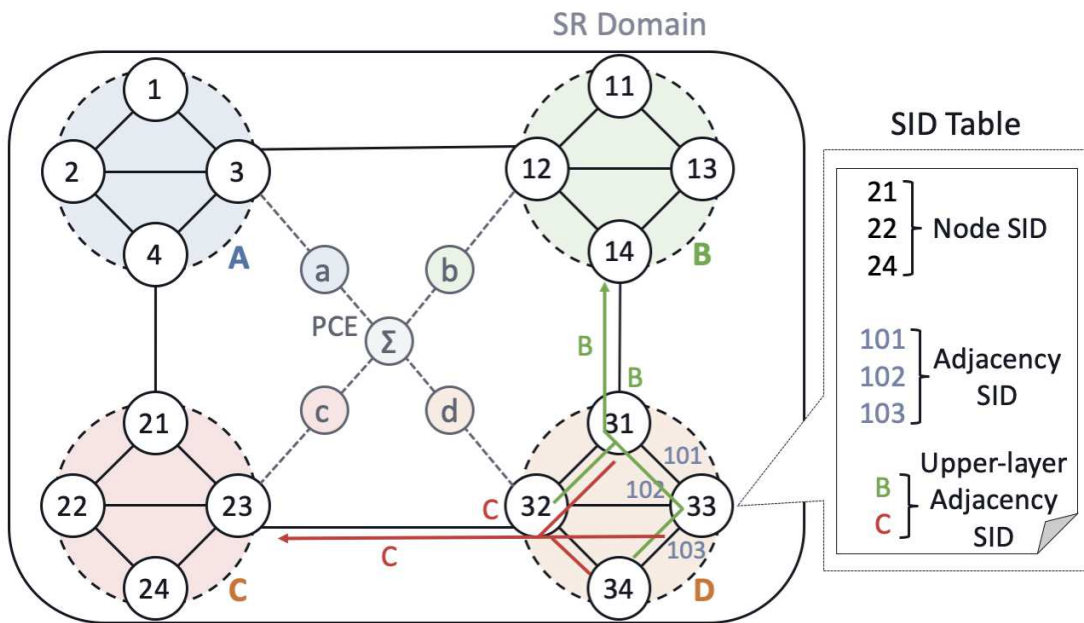 SR Domain
1
2
3
4
A
11
12
13
14
B
a
b
PCE
Σ
c
d
B
B
21
22
23
24
C
31
32
33
34
D
101
102
103
C
C
SID Table
21
22
24
Node SID
101
102
103
Adjacency
SID
B
C
Upper-layer
Adjacency
SID